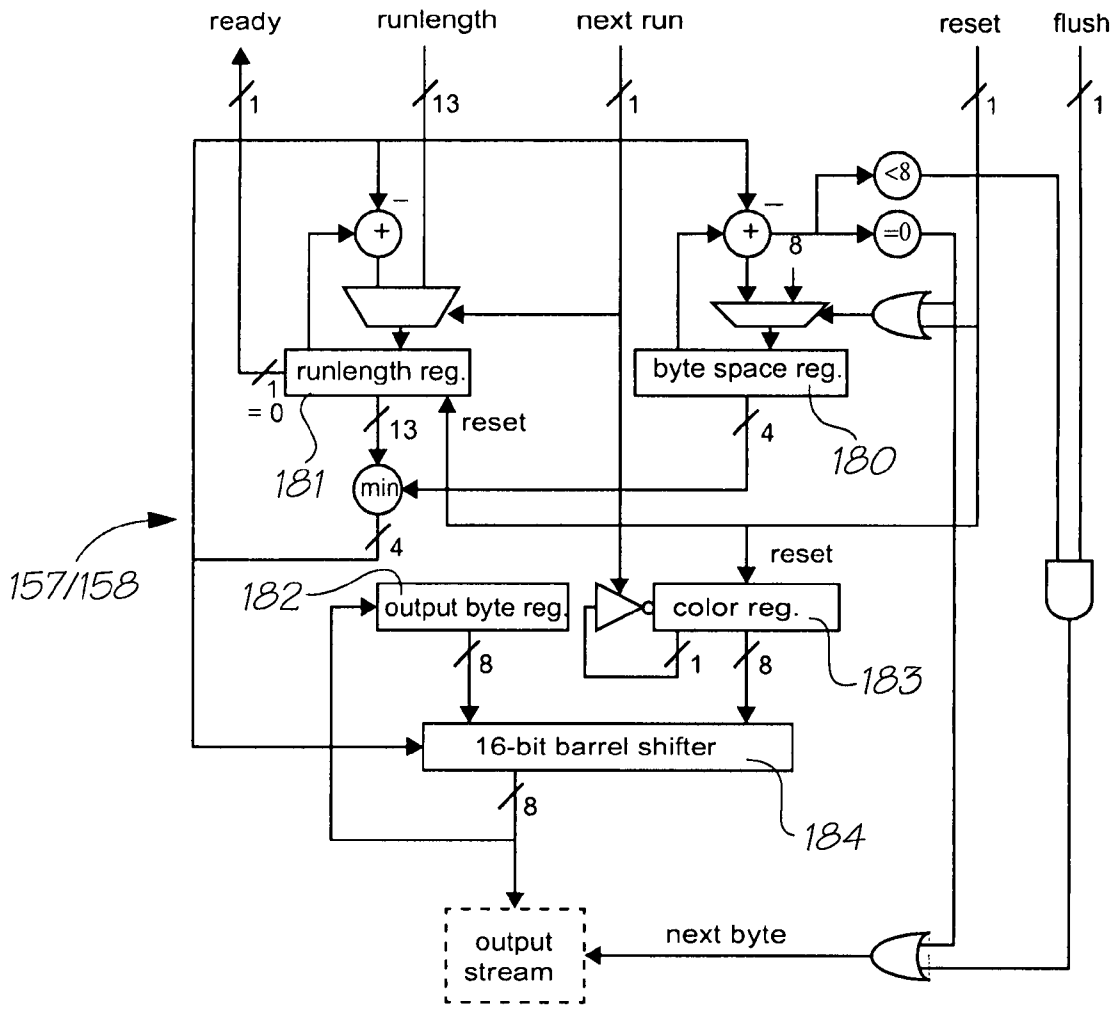 ready
runlength
next run
reset
flush
1
13
1
1
1
−
+
−
+
8
<8
=0
runlength reg.
byte space reg.
1
= 0
13
reset
4
181
180
min
4
reset
157/158
182
output byte reg.
color reg.
8
1
8
183
16-bit barrel shifter
8
184
output
stream
next byte